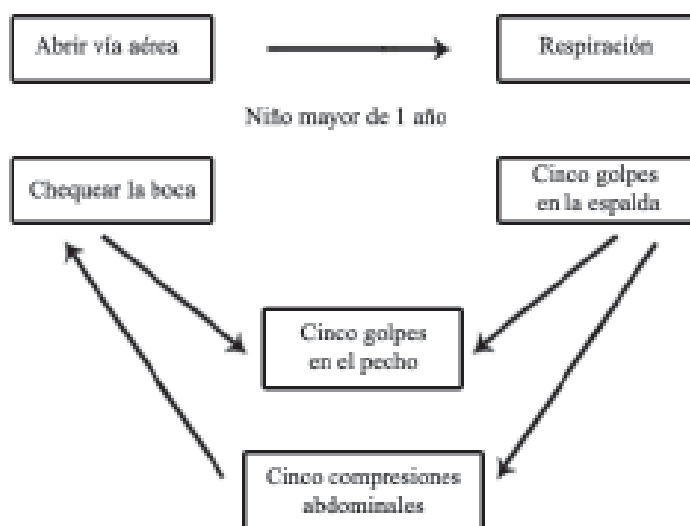 Abrir vía aérea
Respiración
Niño mayor de 1 año
Chequear la boca
Cinco golpes
en la espalda
Cinco golpes
en el pecho
Cinco compresiones
abdominales